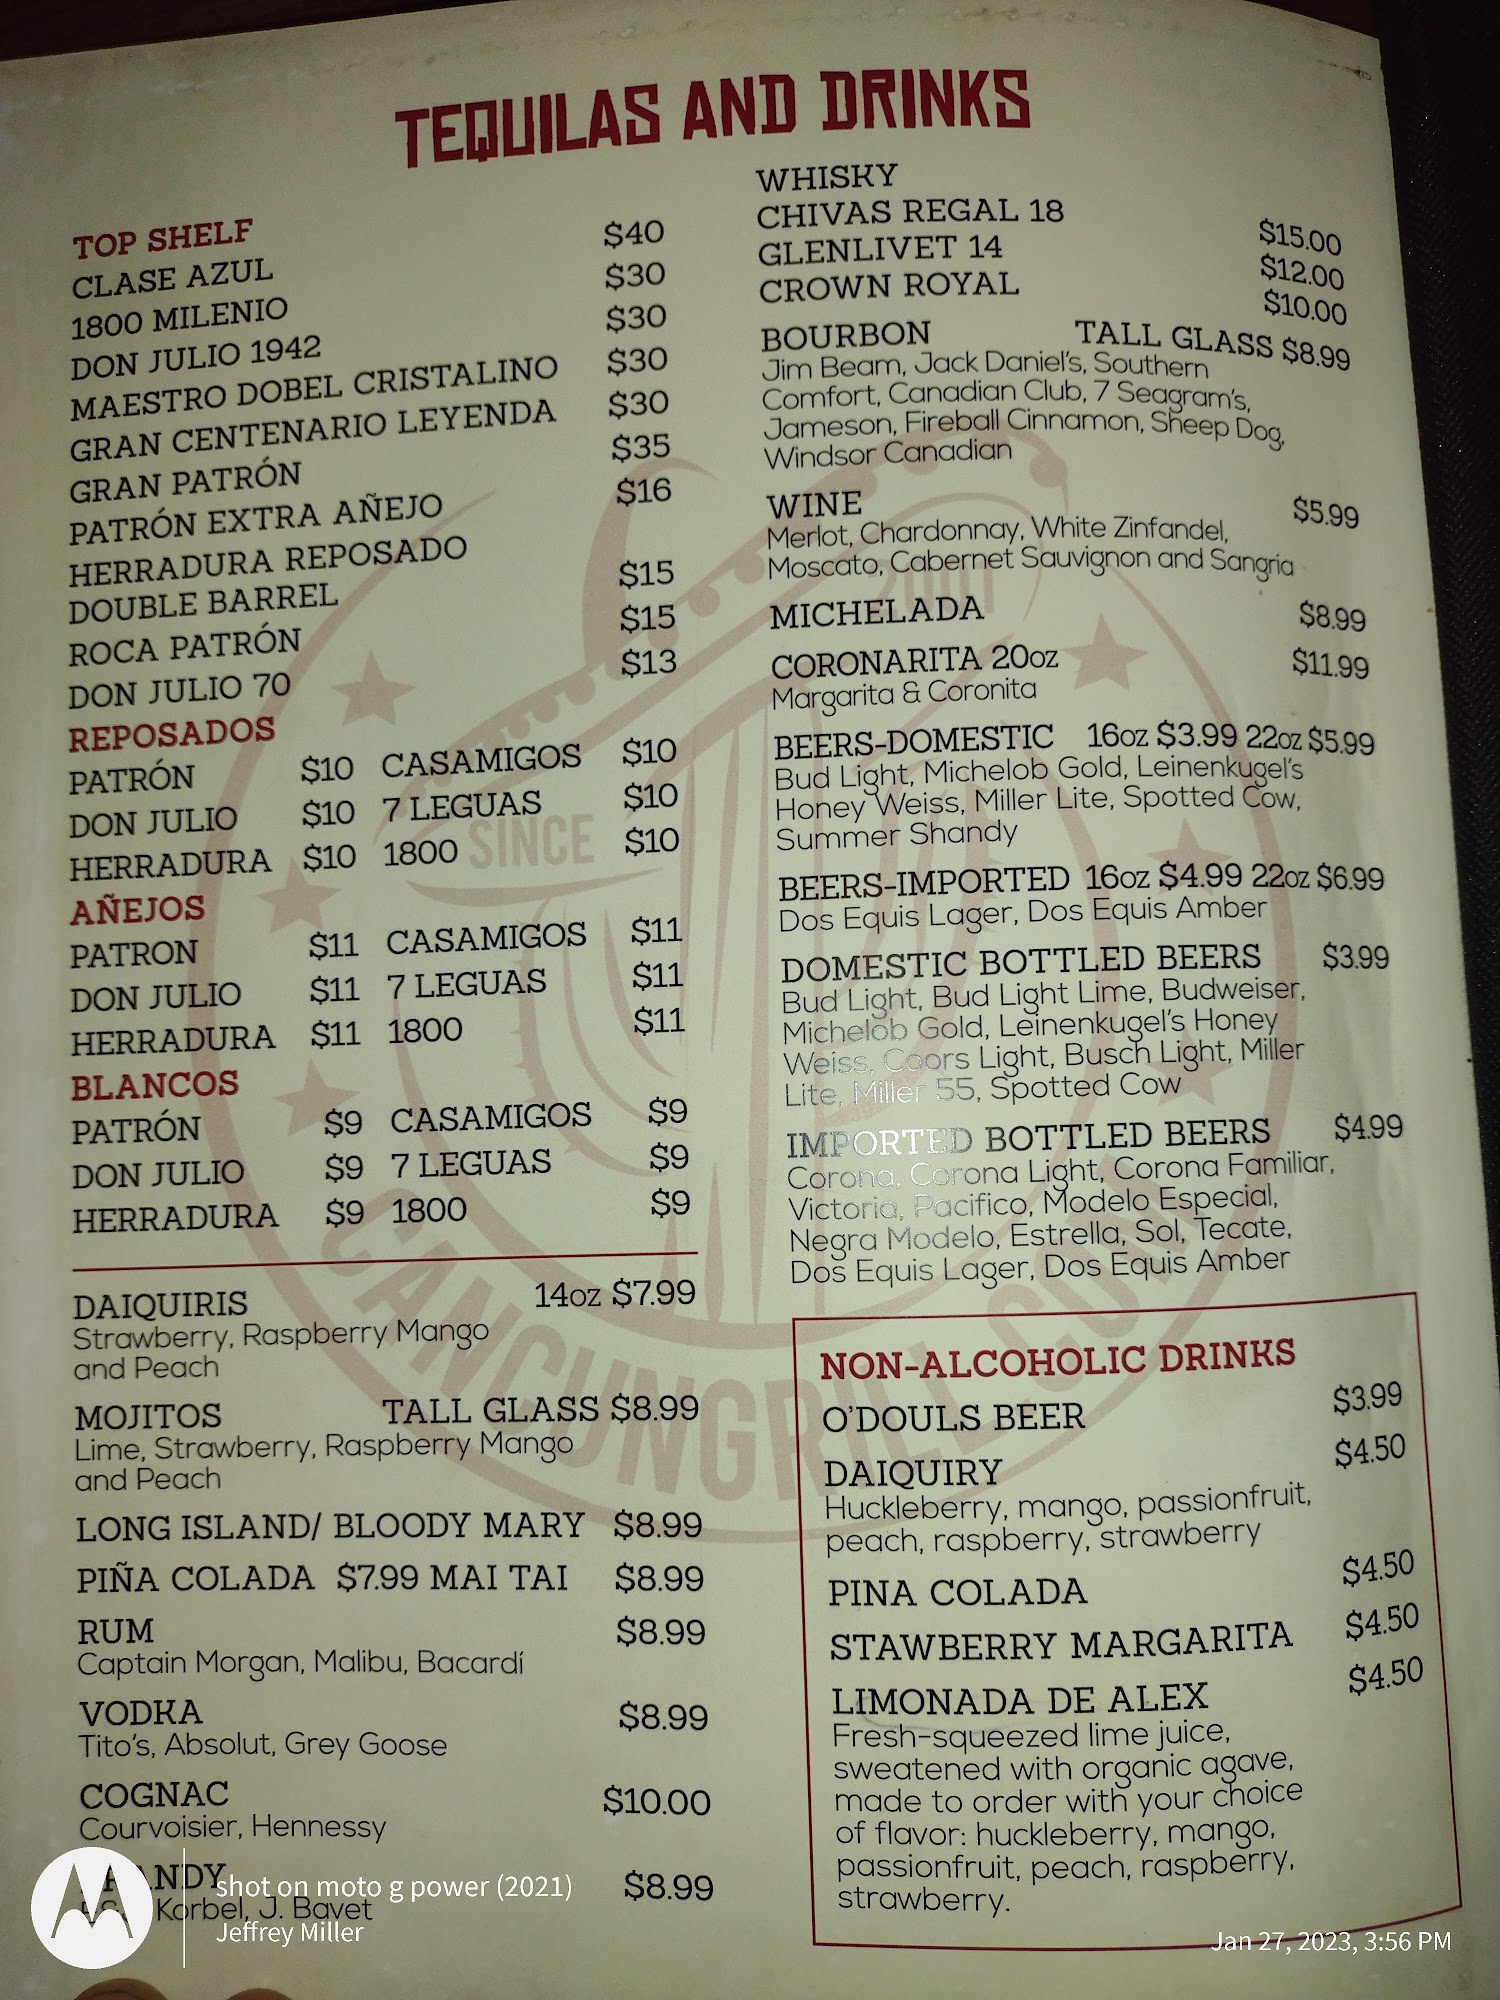 TEQUILAS AND DRINKS
TOP SHELF
CLASE AZUL $40
1800 MILENIO $30
DON JULIO 1942 $30
MAESTRO DOBEL CRISTALINO $30
GRAN CENTENARIO LEYENDA $30
GRAN PATRÓN $35
PATRÓN EXTRA AÑEJO $16
HERRADURA REPOSADO
DOUBLE BARREL $15
ROCA PATRÓN $15
DON JULIO 70 $13
REPOSADOS
PATRÓN $10 CASAMIGOS $10
DON JULIO $10 7 LEGUAS $10
HERRADURA $10 1800 $10
AÑEJOS
PATRON $11 CASAMIGOS $11
DON JULIO $11 7 LEGUAS $11
HERRADURA $11 1800 $11
BLANCOS
PATRÓN $9 CASAMIGOS $9
DON JULIO $9 7 LEGUAS $9
HERRADURA $9 1800 $9
DAIQUIRIS 14oz $7.99
Strawberry, Raspberry Mango
and Peach
MOJITOS TALL GLASS $8.99
Lime, Strawberry, Raspberry Mango
and Peach
LONG ISLAND/ BLOODY MARY $8.99
PIÑA COLADA $7.99 MAI TAI $8.99
RUM $8.99
Captain Morgan, Malibu, Bacardí
VODKA $8.99
Tito's, Absolut, Grey Goose
COGNAC $10.00
Courvoisier, Hennessy
$8.99
Korbel, J. Bavet
WHISKY
CHIVAS REGAL 18 $15.00
GLENLIVET 14 $12.00
CROWN ROYAL $10.00
BOURBON TALL GLASS $8.99
Jim Beam, Jack Daniel's, Southern
Comfort, Canadian Club, 7 Seagram's,
Jameson, Fireball Cinnamon, Sheep Dog,
Windsor Canadian
WINE $5.99
Merlot, Chardonnay, White Zinfandel,
Moscato, Cabernet Sauvignon and Sangría
MICHELADA $8.99
CORONARITA 20oz $11.99
Margarita & Coronita
BEERS-DOMESTIC 16oz $3.99 22oz $5.99
Bud Light, Michelob Gold, Leinenkugel's
Honey Weiss, Miller Lite, Spotted Cow,
Summer Shandy
BEERS-IMPORTED 16oz $4.99 22oz $6.99
Dos Equis Lager, Dos Equis Amber
DOMESTIC BOTTLED BEERS $3.99
Bud Light, Bud Light Lime, Budweiser,
Michelob Gold, Leinenkugel's Honey
Weiss, Coors Light, Busch Light, Miller
Lite, Miller 55, Spotted Cow
IMPORTED BOTTLED BEERS $4.99
Corona, Corona Light, Corona Familiar,
Victoria, Pacifico, Modelo Especial,
Negra Modelo, Estrella, Sol, Tecate,
Dos Equis Lager, Dos Equis Amber
NON-ALCOHOLIC DRINKS
O'DOULS BEER $3.99
DAIQUIRY $4.50
Huckleberry, mango, passionfruit,
peach, raspberry, strawberry
PINA COLADA $4.50
STAWBERRY MARGARITA $4.50
LIMONADA DE ALEX $4.50
Fresh-squeezed lime juice,
sweatened with organic agave,
made to order with your choice
of flavor: huckleberry, mango,
passionfruit, peach, raspberry,
strawberry.
SINCE
CANCUNGRILL
shot on moto g power (2021)
Jeffrey Miller
Jan 27, 2023, 3:56 PM